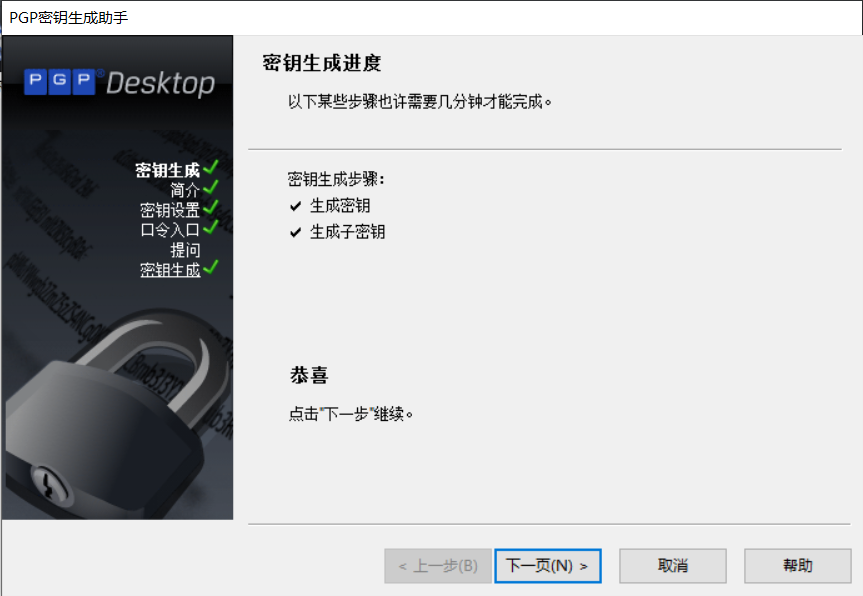 PGP密钥生成助手
PGP® Desktop
密钥生成
简介
密钥设置
口令入口
提问
密钥生成
密钥生成进度
以下某些步骤也许需要几分钟才能完成。
密钥生成步骤:
生成密钥
生成子密钥
恭喜
点击"下一步"继续。
< 上一步(B)
下一页(N) >
取消
帮助